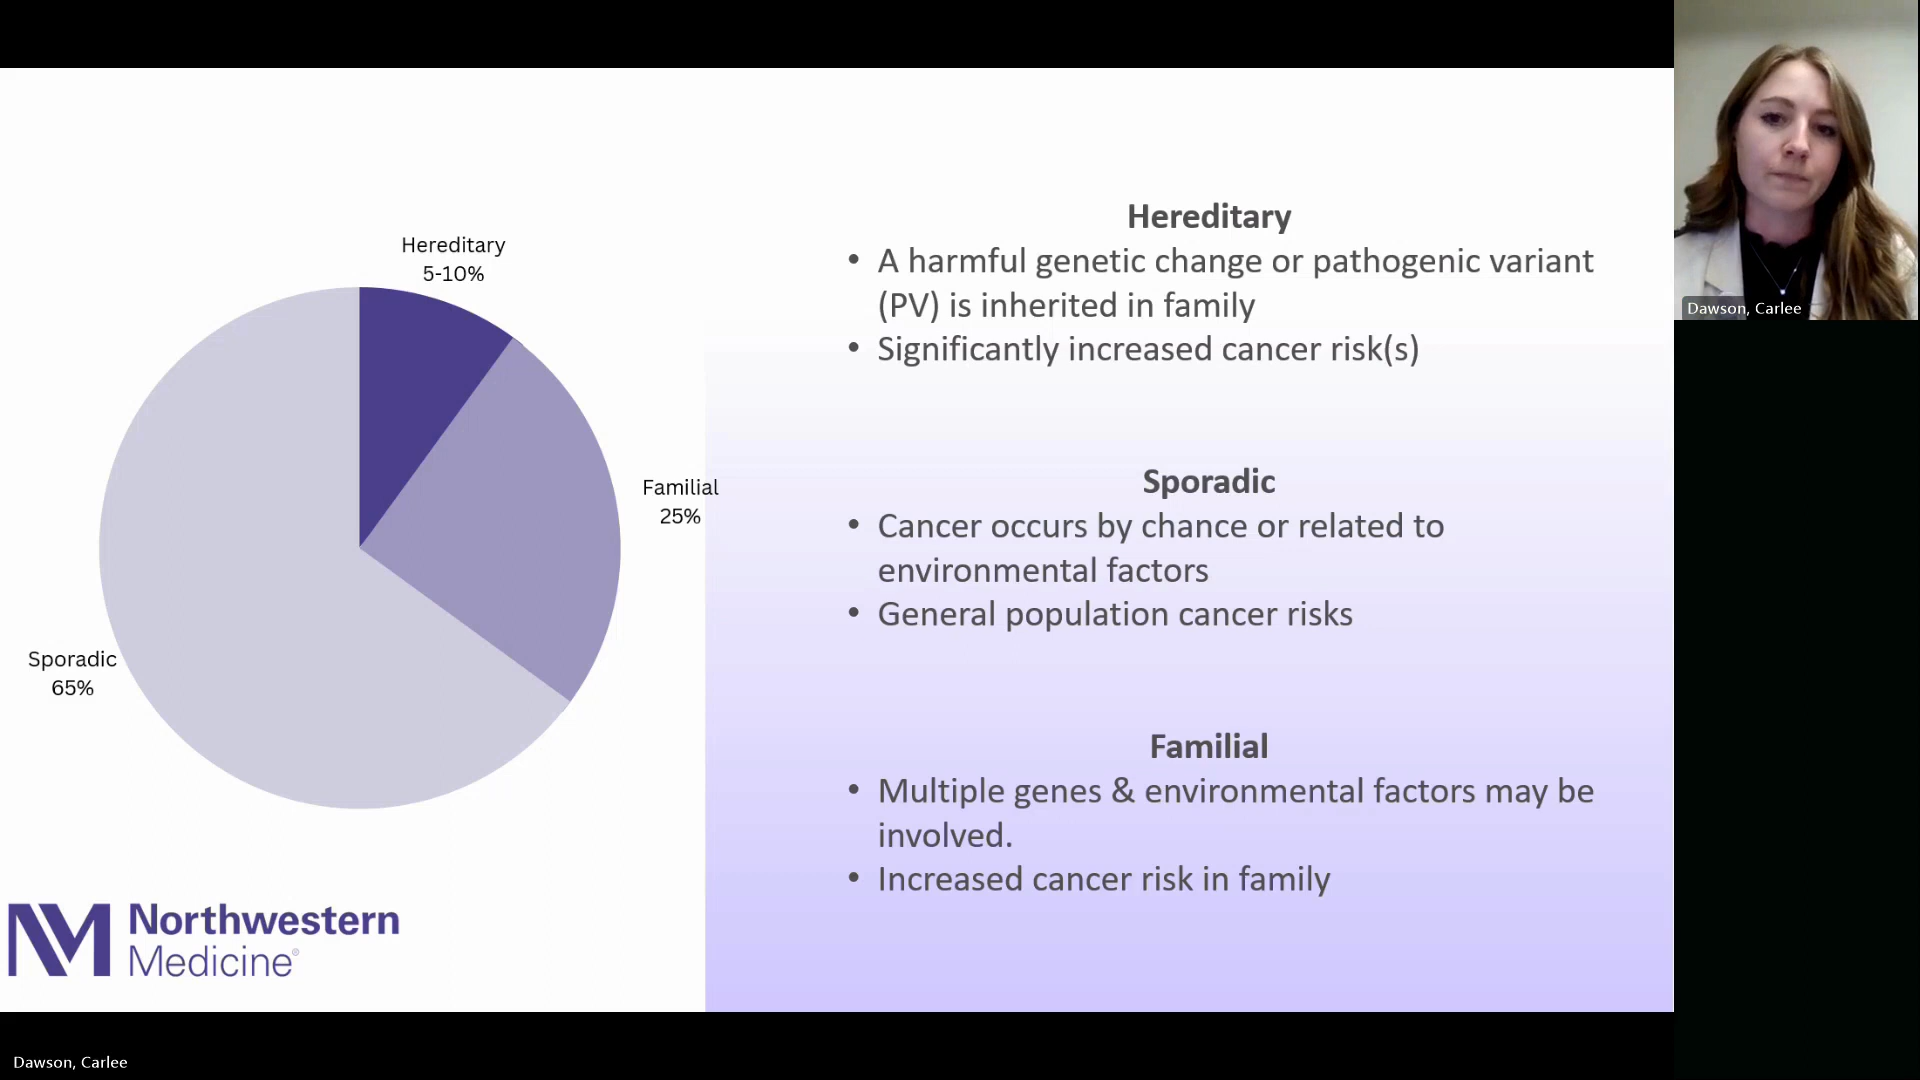 Hereditary
5-10%
Familial
25%
Sporadic
65%
Northwestern
Medicine®
Hereditary
• A harmful genetic change or pathogenic variant
(PV) is inherited in family
• Significantly increased cancer risk(s)
Sporadic
• Cancer occurs by chance or related to
environmental factors
• General population cancer risks
Familial
• Multiple genes & environmental factors may be
involved.
• Increased cancer risk in family
Dawson, Carlee
Dawson, Carlee